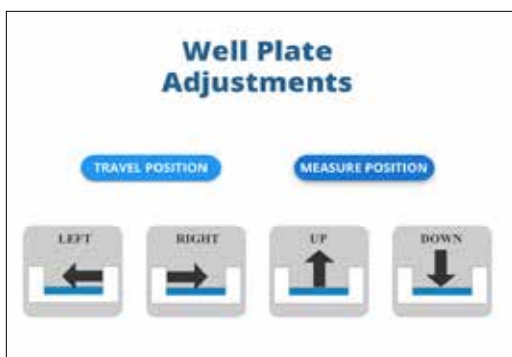 Well Plate
Adjustments
TRAVEL POSITION
MEASURE POSITION
LEFT
RIGHT
UP
DOWN